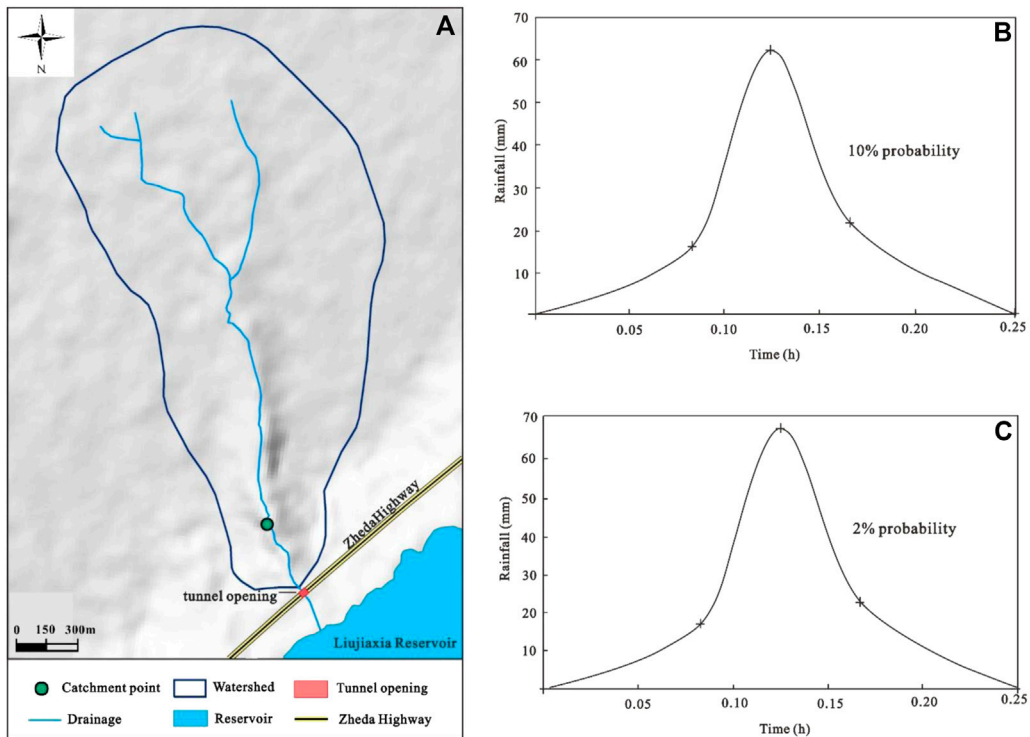 A
N
ZhedaHighway
tunnel opening
Liujiaxia Reservoir
0 150 300m
Catchment point
Watershed
Tunnel opening
Drainage
Reservoir
Zheda Highway
B
70
60
50
40
30
20
10
Rainfall (mm)
10% probability
0.05 0.10 0.15 0.20 0.25
Time (h)
C
70
60
50
40
30
20
10
Rainfall (mm)
2% probability
0.05 0.10 0.15 0.20 0.25
Time (h)